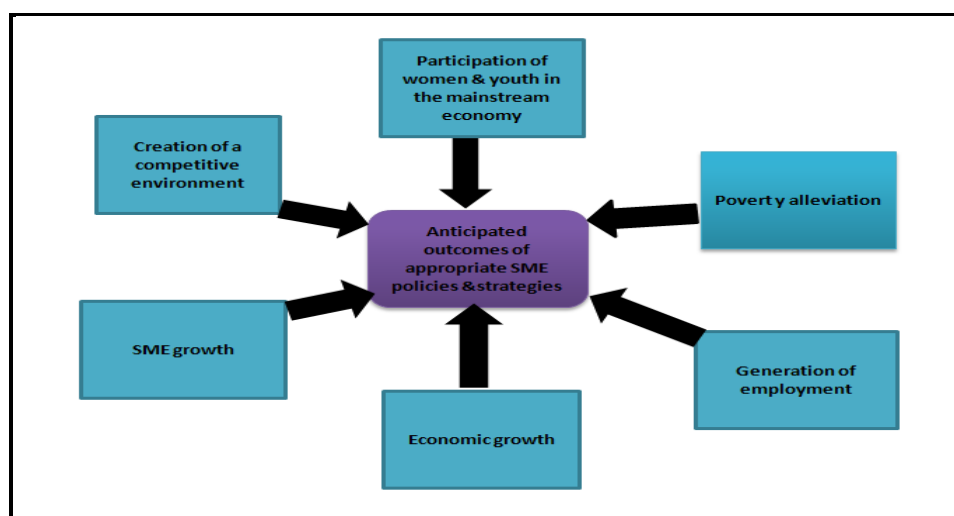 Participation of
women & youth in
the mainstream
economy
Creation of a
competitive
environment
Poverty alleviation
Anticipated
outcomes of
appropriate SME
policies & strategies
SME growth
Generation of
employment
Economic growth